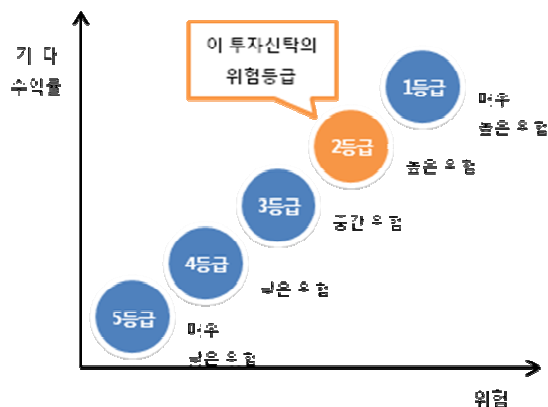 이 투자신탁의
위험등급
기 대
수익률
1등급
매우
높은 위험
2등급
높은 위험
3등급
중간 위험
4등급
낮은 위험
5등급
매우
낮은 위험
위험